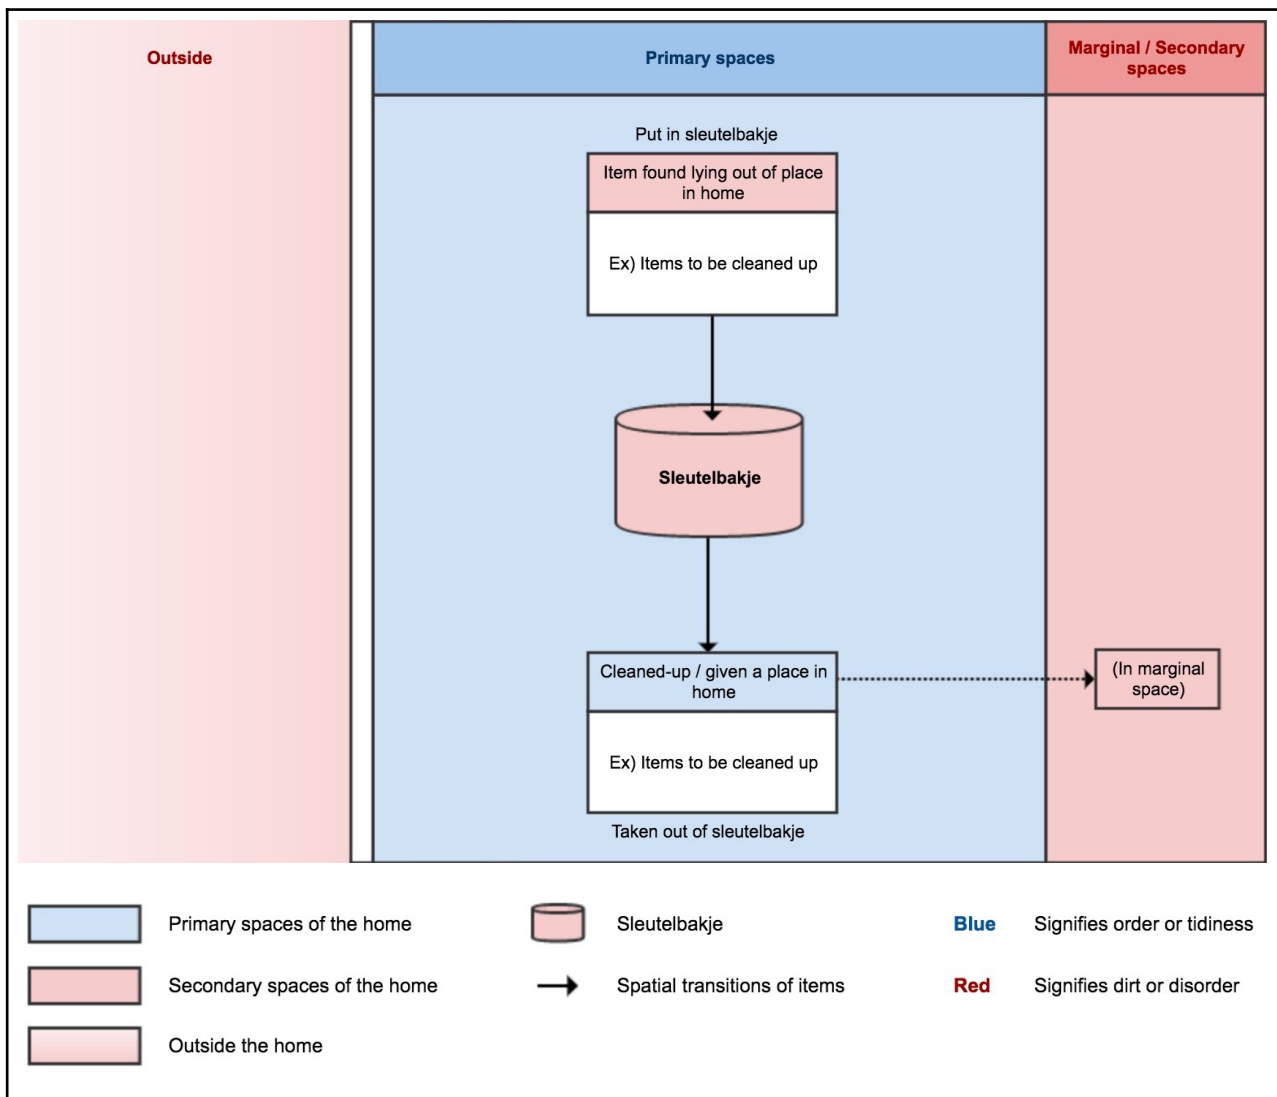 Outside
Primary spaces
Marginal / Secondary
spaces
Put in sleutelbakje
Item found lying out of place
in home
Ex) Items to be cleaned up
Sleutelbakje
Cleaned-up / given a place in
home
(In marginal
space)
Ex) Items to be cleaned up
Taken out of sleutelbakje
Primary spaces of the home
Sleutelbakje
Blue Signifies order or tidiness
Secondary spaces of the home
Spatial transitions of items
Red Signifies dirt or disorder
Outside the home